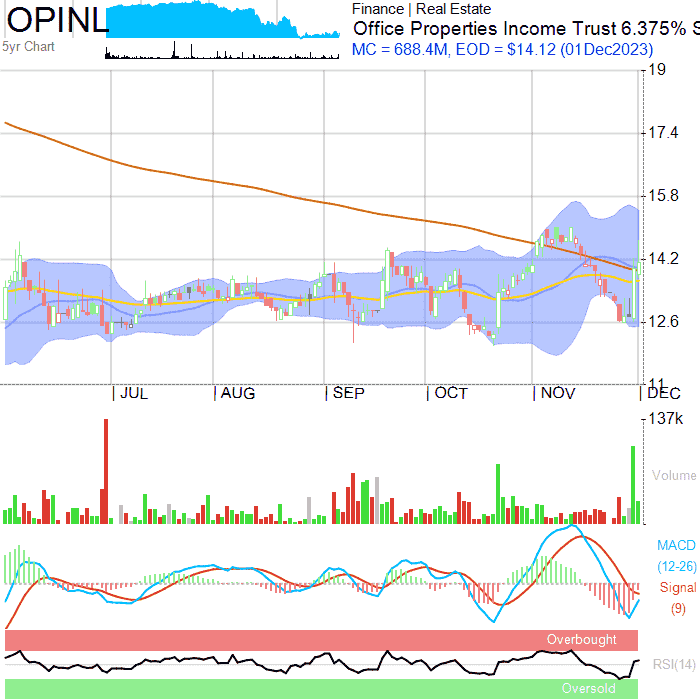 OPINL
5yr Chart
Finance | Real Estate
Office Properties Income Trust 6.375% S
MC = 688.4M, EOD = $14.12 (01Dec2023)
19
17.4
15.8
14.2
12.6
11
JUL AUG SEP OCT NOV DEC
137k
Volume
MACD
(12-26)
Signal
(9)
Overbought
RSI(14)
Oversold